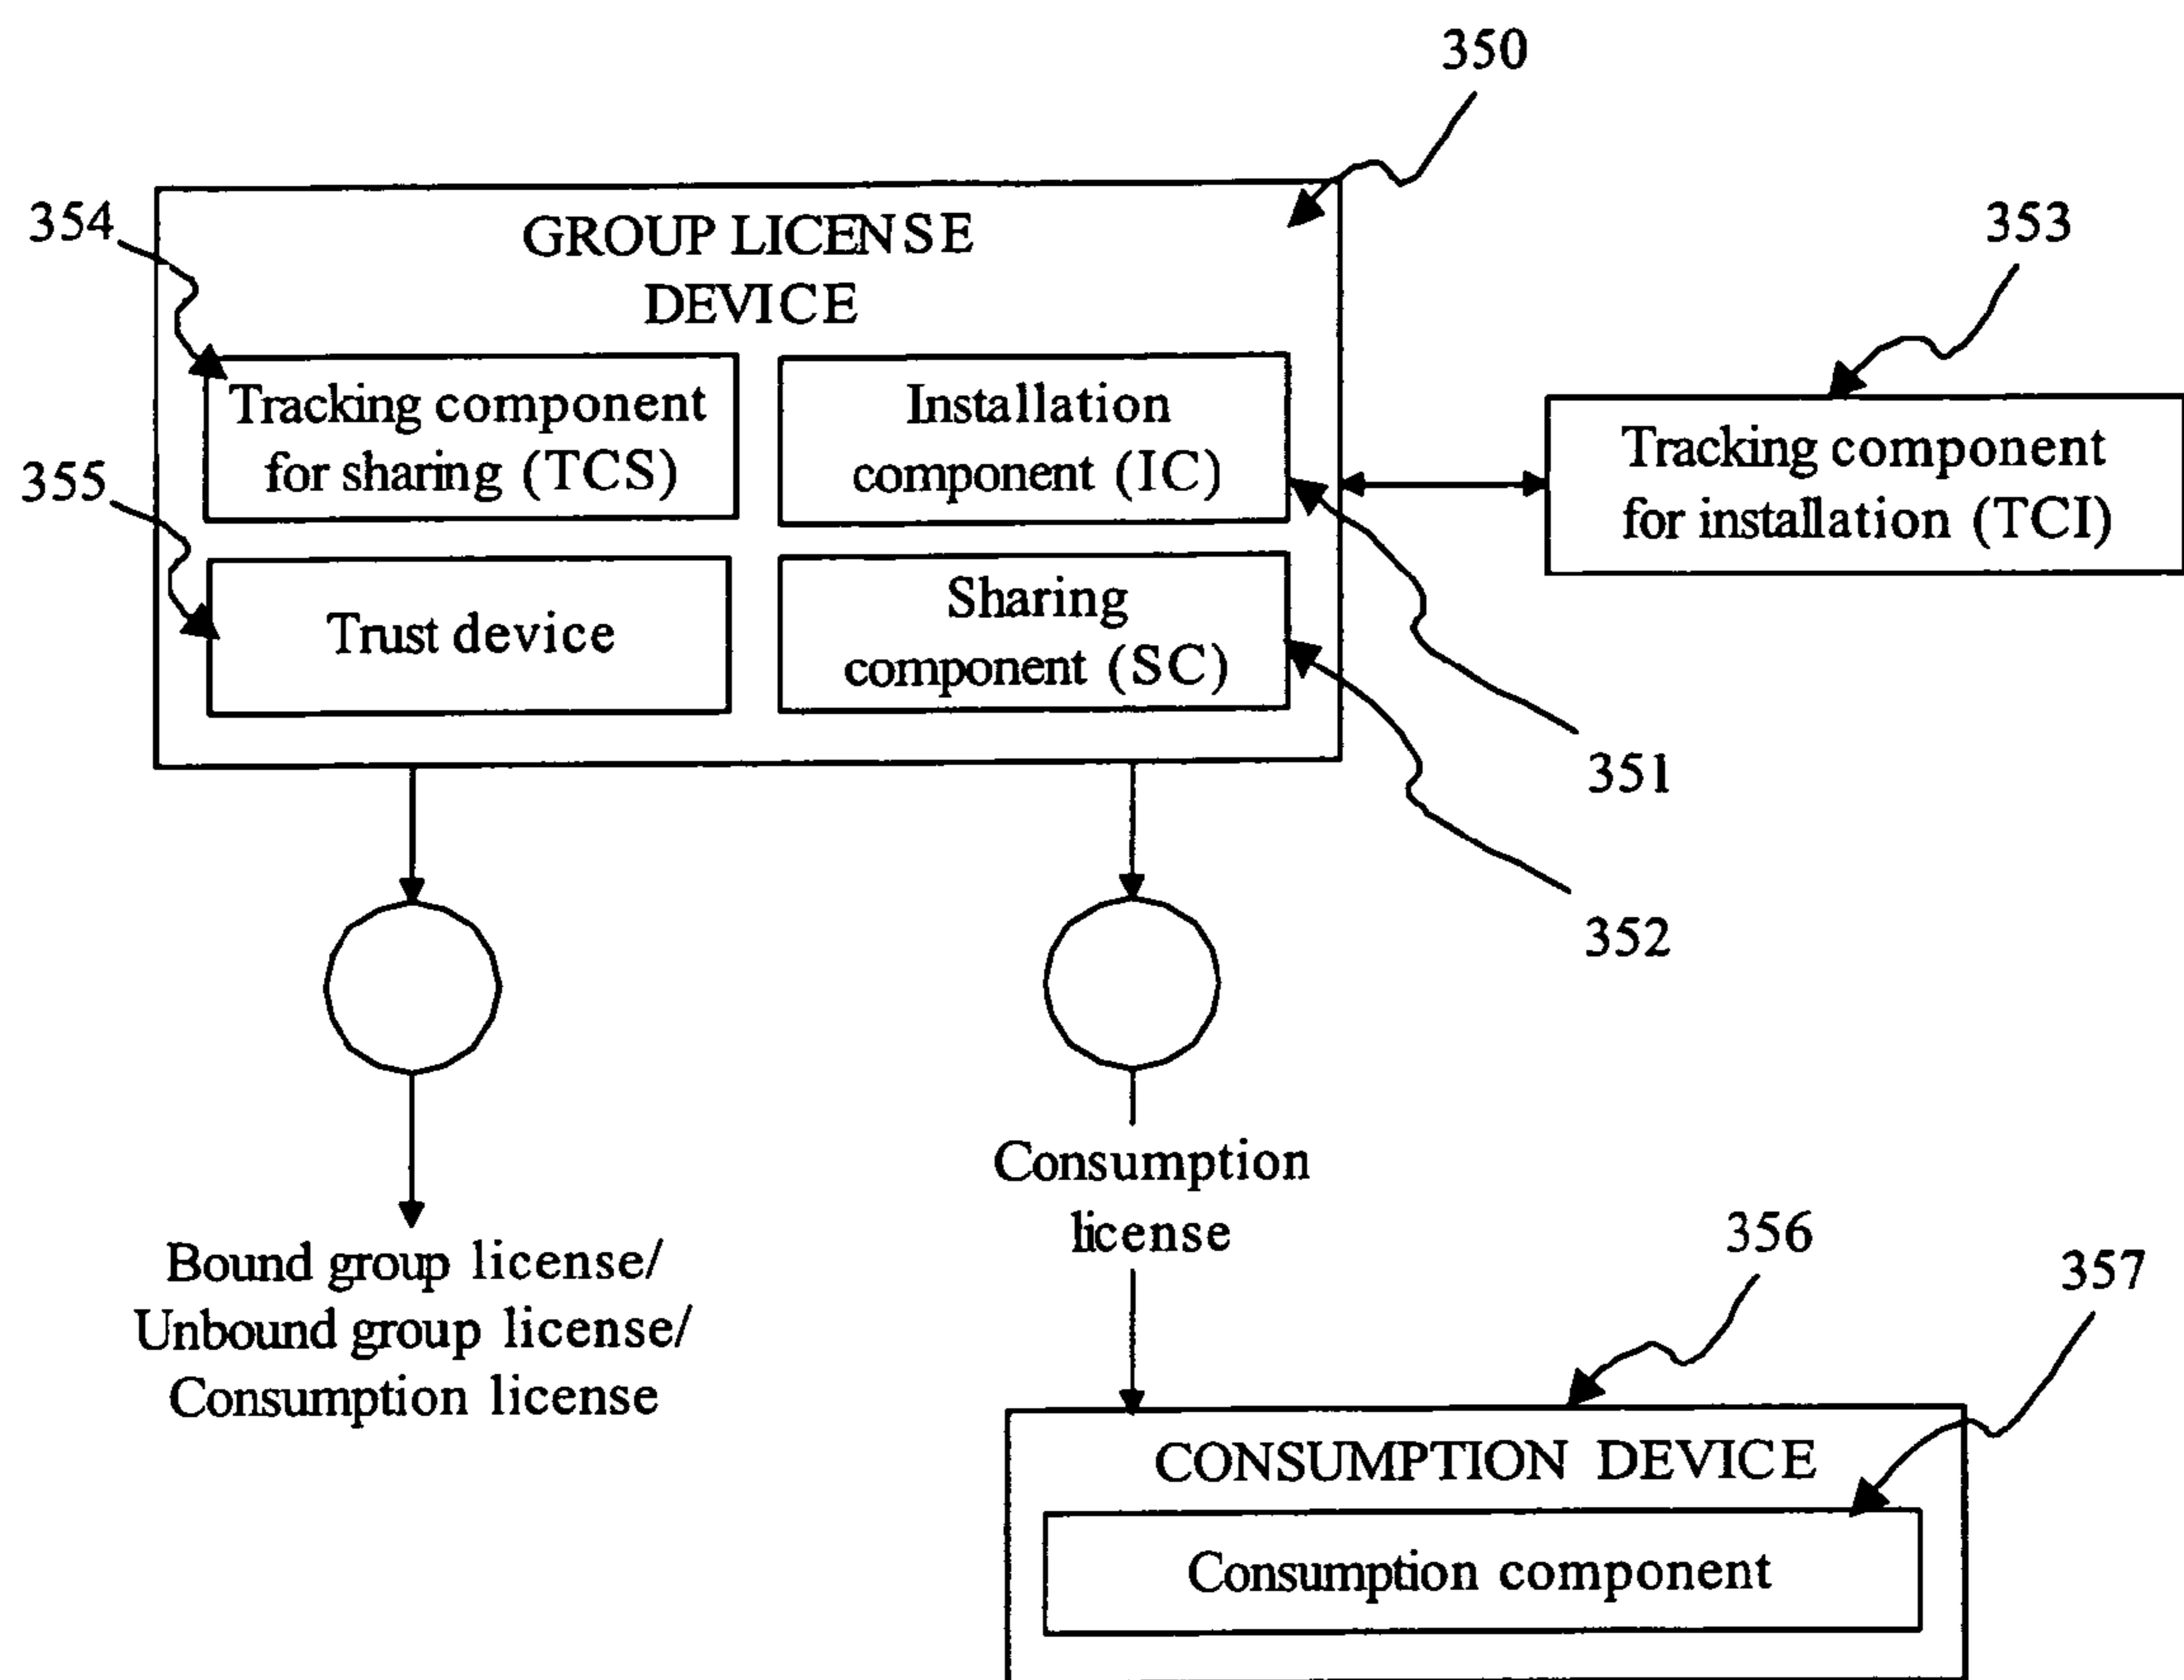 350
354
GROUP LICENSE
DEVICE
353
Tracking component
for sharing (TCS)
Installation
component (IC)
Tracking component
for installation (TCI)
355
Trust device
Sharing
component (SC)
351
352
Consumption
license
Bound group license/
Unbound group license/
Consumption license
356
357
CONSUMPTION DEVICE
Consumption component